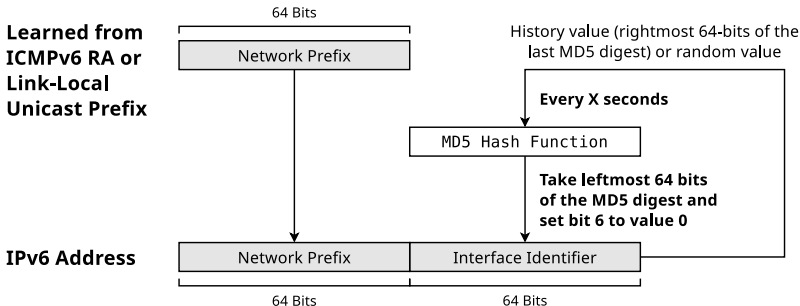 64 Bits
Learned from
ICMPv6 RA or
Link-Local
Unicast Prefix
Network Prefix
History value (rightmost 64-bits of the
last MD5 digest) or random value
Every X seconds
MD5 Hash Function
Take leftmost 64 bits
of the MD5 digest and
set bit 6 to value 0
IPv6 Address
Network Prefix
Interface Identifier
64 Bits
64 Bits